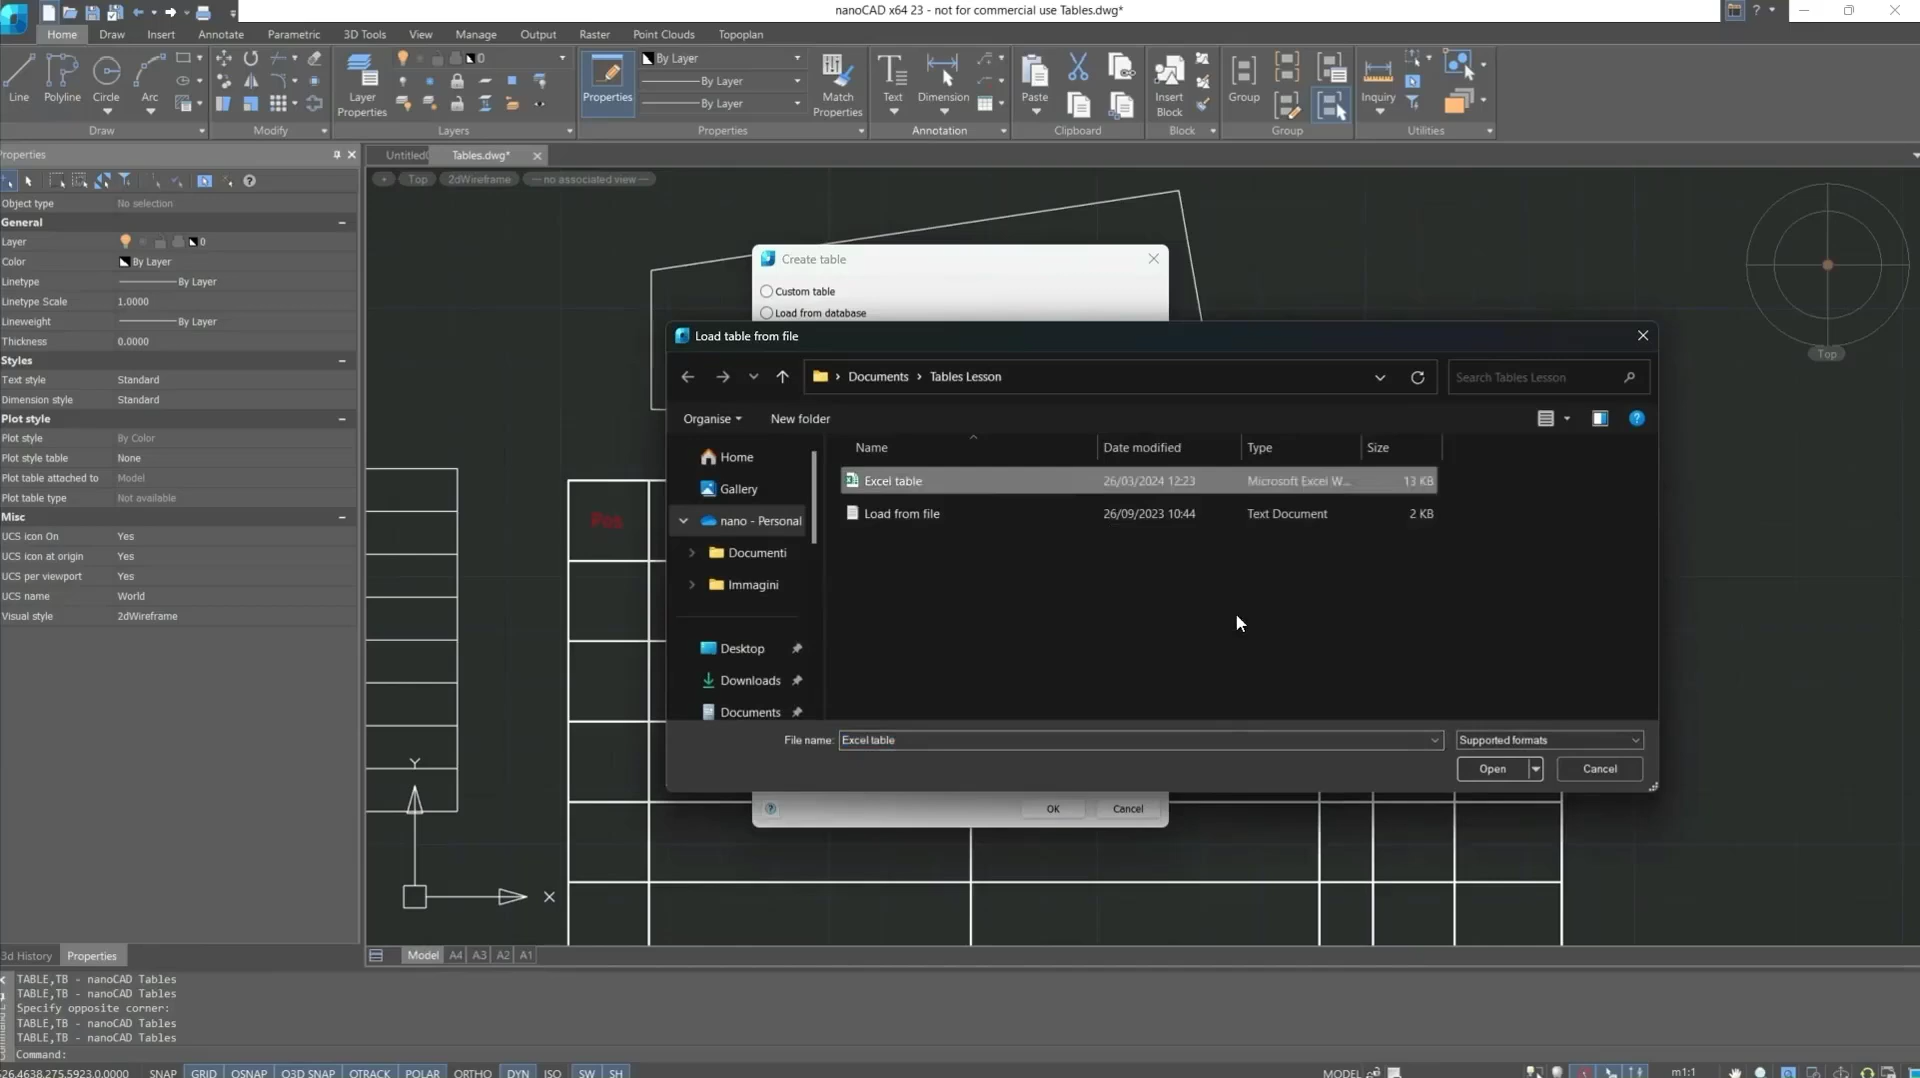 nanoCAD x64 23 - not for commercial use Tables.dwg*
Home Draw Insert Annotate Parametric 3D Tools View Manage Output Raster Point Clouds Topoplan
0
By Layer
By Layer
By Layer
Line Polyline Circle Arc
Layer Properties
Properties
Match Properties
Text Dimension
Paste
Insert Block
Group
Inquiry
Draw Modify Layers Properties Annotation Clipboard Block Group Utilities
Properties
Tables.dwg*
+ Top 2dWireframe — no associated view —
Object type No selection
General
Layer 0
Color By Layer
Linetype By Layer
Linetype Scale 1.0000
Lineweight By Layer
Thickness 0.0000
Styles
Text style Standard
Dimension style Standard
Plot style
Plot style By Color
Plot style table None
Plot table attached to Model
Plot table type Not available
Misc
UCS icon On Yes
UCS icon at origin Yes
UCS per viewport Yes
UCS name World
Visual style 2dWireframe
Create table
Custom table
Load from database
Load table from file
Documents › Tables Lesson
Search Tables Lesson
Organise New folder
Name Date modified Type Size
Excel table 26/03/2024 12:23 Microsoft Excel W... 13 KB
Load from file 26/09/2023 10:44 Text Document 2 KB
Home
Gallery
nano - Personal
Documenti
Immagini
Desktop
Downloads
Documents
File name: Excel table
Supported formats
Open Cancel
OK Cancel
Pos
Top
Y
X
3d History Properties
Model A4 A3 A2 A1
TABLE,TB - nanoCAD Tables
TABLE,TB - nanoCAD Tables
Specify opposite corner:
TABLE,TB - nanoCAD Tables
TABLE,TB - nanoCAD Tables
Command:
SNAP GRID OSNAP O3D SNAP OTRACK POLAR ORTHO DYN ISO SW SH
MODEL
m1:1